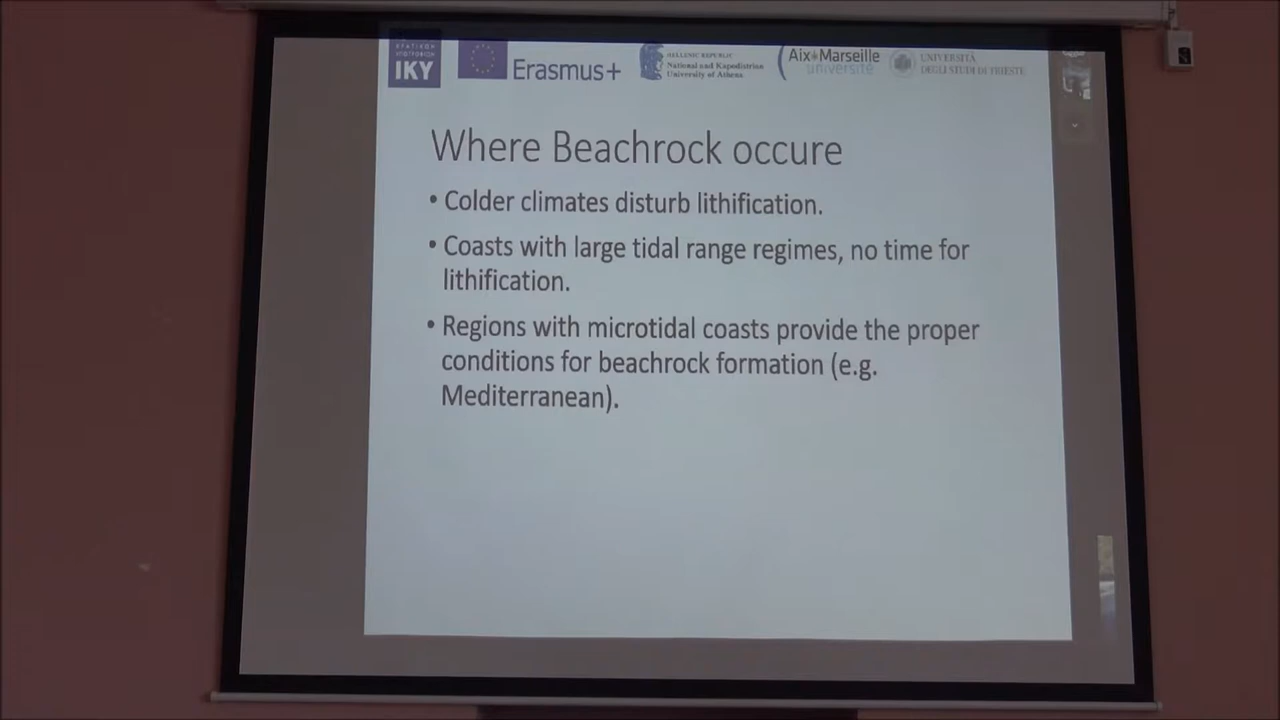 IKY
Erasmus+
HELLENIC REPUBLIC
National and Kapodistrian
University of Athens
Aix*Marseille
université
UNIVERSITÀ
DEGLI STUDI DI TRIESTE
Where Beachrock occure
• Colder climates disturb lithification.
• Coasts with large tidal range regimes, no time for
lithification.
• Regions with microtidal coasts provide the proper
conditions for beachrock formation (e.g.
Mediterranean).